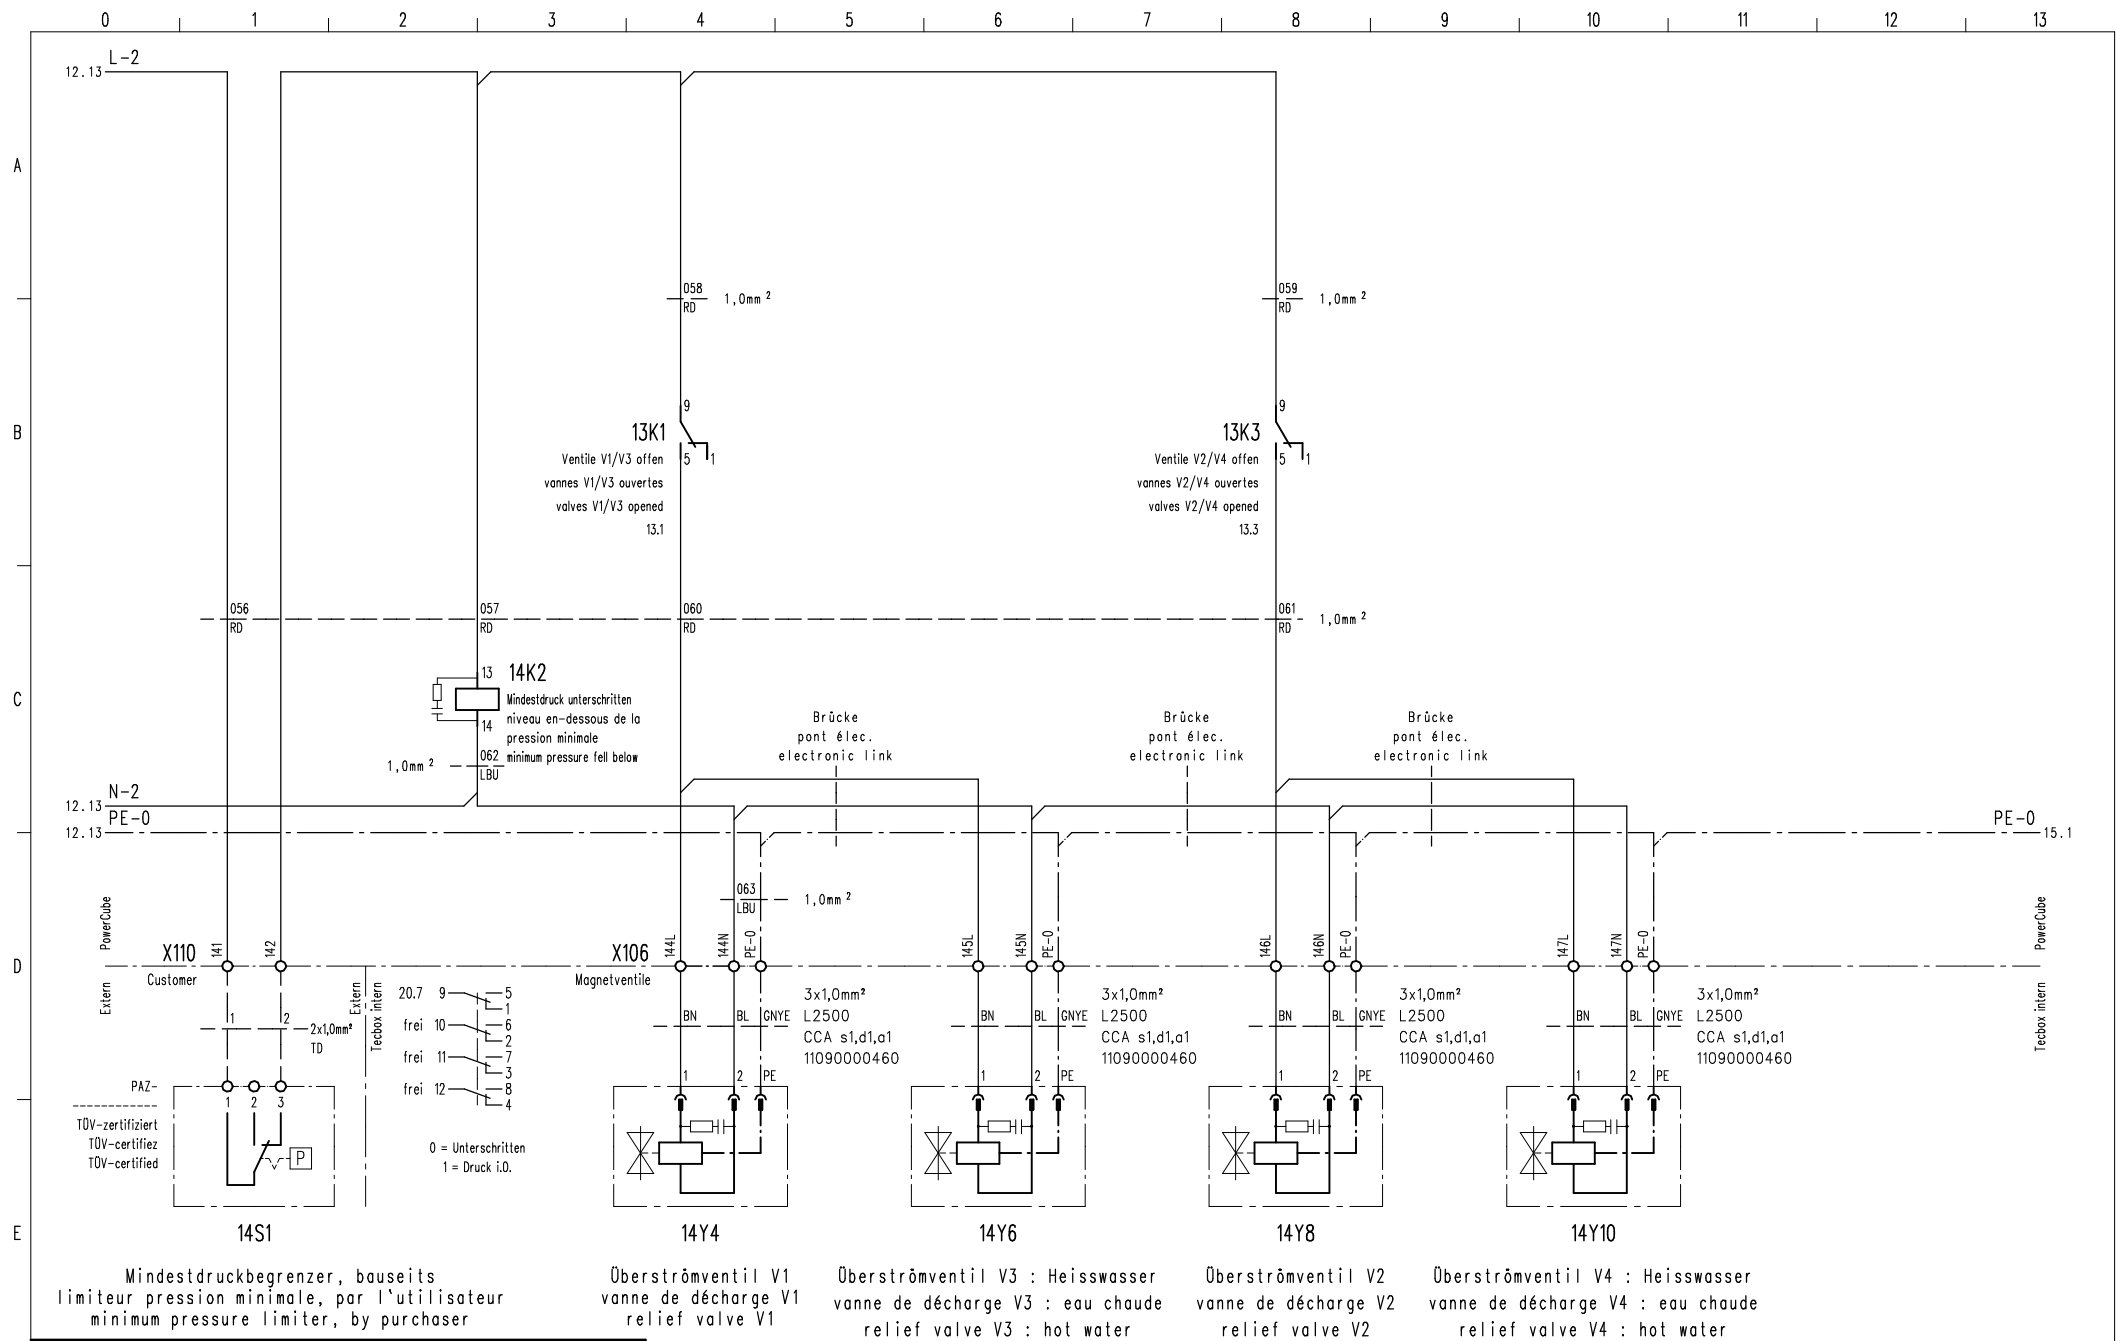 0 1 2 3 4 5 6 7 8 9 10 11 12 13
L-2
12.13
A
058
RD
1,0mm²
059
RD
1,0mm²
B
9
13K1
5 1
Ventile V1/V3 offen
vannes V1/V3 ouvertes
valves V1/V3 opened
13.1
9
13K3
5 1
Ventile V2/V4 offen
vannes V2/V4 ouvertes
valves V2/V4 opened
13.3
056
RD
057
RD
060
RD
061
RD
1,0mm²
C
13
14K2
14
Mindestdruck unterschritten
niveau en-dessous de la
pression minimale
minimum pressure fell below
1,0mm²
062
LBU
Brücke
pont élec.
electronic link
Brücke
pont élec.
electronic link
Brücke
pont élec.
electronic link
N-2
12.13
PE-0
12.13
PE-0
15.1
063
LBU
1,0mm²
D
PowerCube
Extern
X110
Customer
141
142
X106
Magnetventile
144L
144N
PE-0
145L
145N
PE-0
146L
146N
PE-0
147L
147N
PE-0
PowerCube
Tecbox intern
Extern
Tecbox intern
1 2
2x1,0mm²
TD
20.7 9 5
1
frei 10 6
2
frei 11 7
3
frei 12 8
4
0 = Unterschritten
1 = Druck i.O.
BN BL GNYE
3x1,0mm²
L2500
CCA s1,d1,a1
11090000460
BN BL GNYE
3x1,0mm²
L2500
CCA s1,d1,a1
11090000460
BN BL GNYE
3x1,0mm²
L2500
CCA s1,d1,a1
11090000460
BN BL GNYE
3x1,0mm²
L2500
CCA s1,d1,a1
11090000460
PAZ-
TÜV-zertifiziert
TÜV-certifiez
TÜV-certified
1 2 3
P
1 2 PE
1 2 PE
1 2 PE
1 2 PE
E
14S1
Mindestdruckbegrenzer, bauseits
limiteur pression minimale, par l'utilisateur
minimum pressure limiter, by purchaser
14Y4
Überströmventil V1
vanne de décharge V1
relief valve V1
14Y6
Überströmventil V3 : Heisswasser
vanne de décharge V3 : eau chaude
relief valve V3 : hot water
14Y8
Überströmventil V2
vanne de décharge V2
relief valve V2
14Y10
Überströmventil V4 : Heisswasser
vanne de décharge V4 : eau chaude
relief valve V4 : hot water